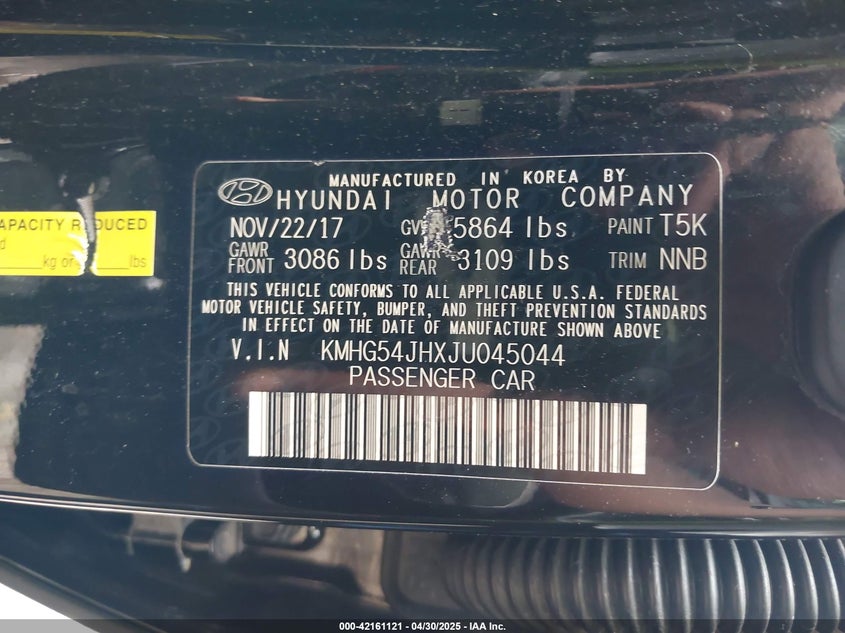 MANUFACTURED IN KOREA BY
HYUNDAI MOTOR COMPANY
NOV/22/17 5864 lbs PAINT T5K
GAWR FRONT 3086 lbs GAWR REAR 3109 lbs TRIM NNB
THIS VEHICLE CONFORMS TO ALL APPLICABLE U.S.A. FEDERAL
MOTOR VEHICLE SAFETY, BUMPER, AND THEFT PREVENTION STANDARDS
IN EFFECT ON THE DATE OF MANUFACTURE SHOWN ABOVE
V.I.N KMHG54JHXJU045044
PASSENGER CAR
kg or lbs
000-42161121 - 04/30/2025 - IAA Inc.